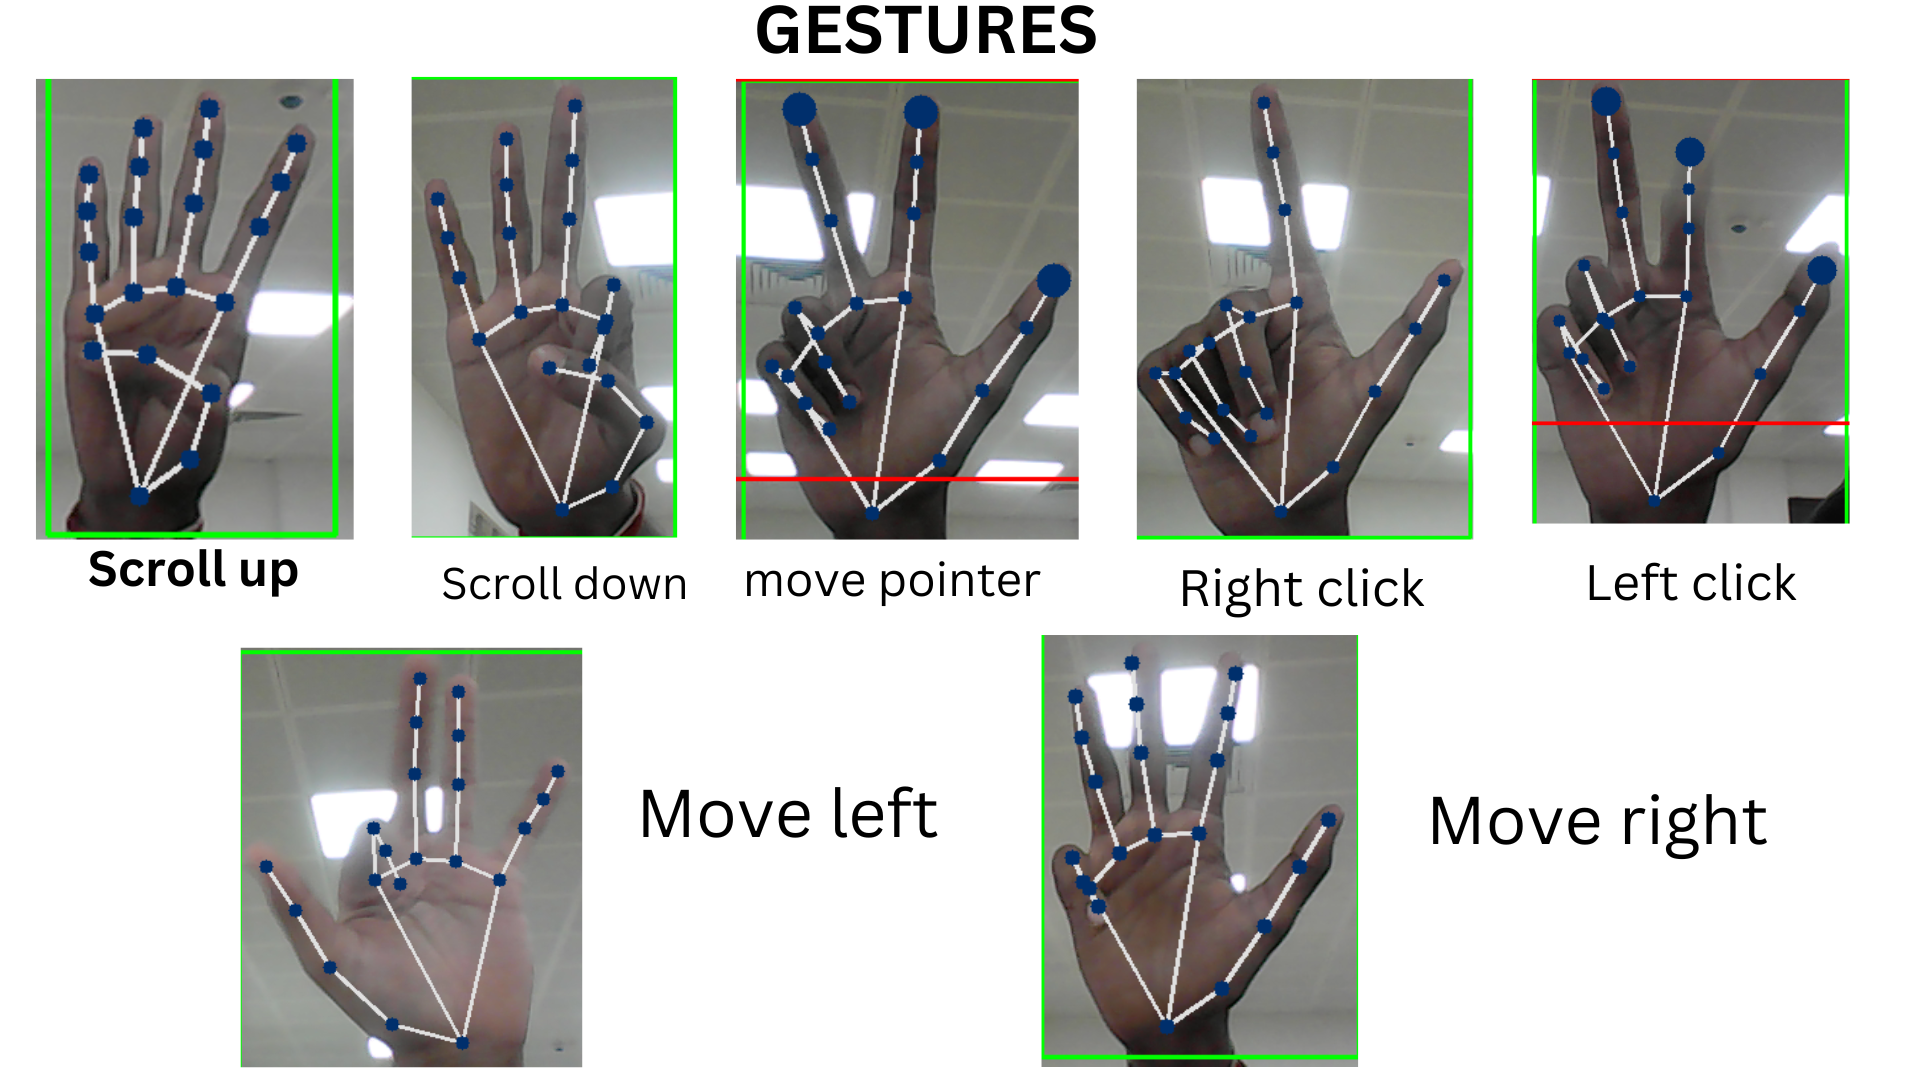 GESTURES
Scroll up
Scroll down
move pointer
Right click
Left click
Move left
Move right